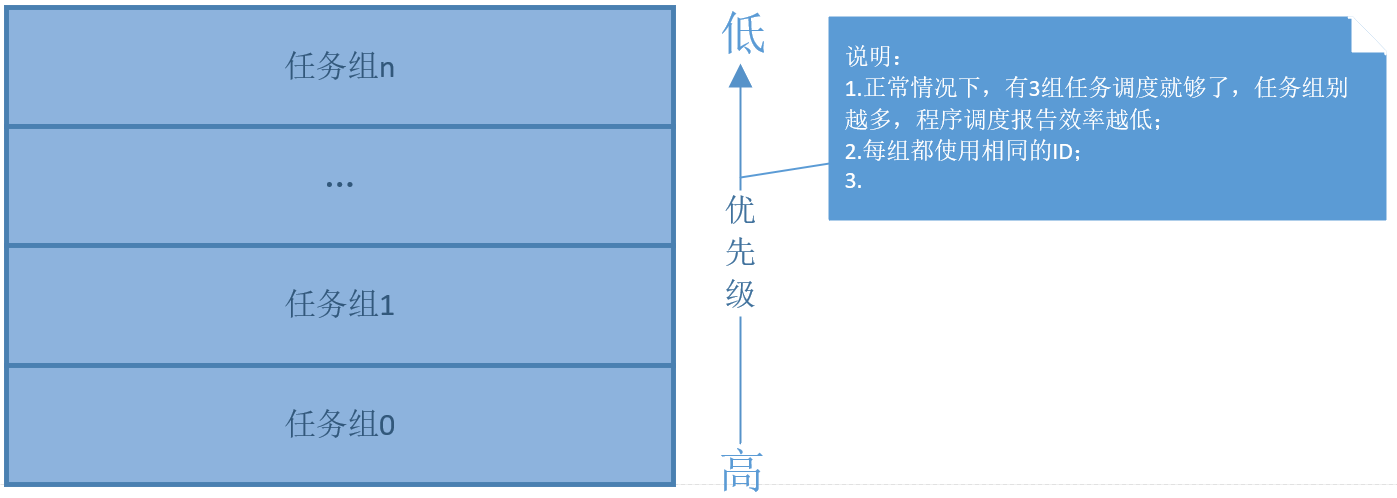 任务组n
...
任务组1
任务组0
低
优
先
级
高
说明：
1.正常情况下，有3组任务调度就够了，任务组别
越多，程序调度报告效率越低；
2.每组都使用相同的ID；
3.